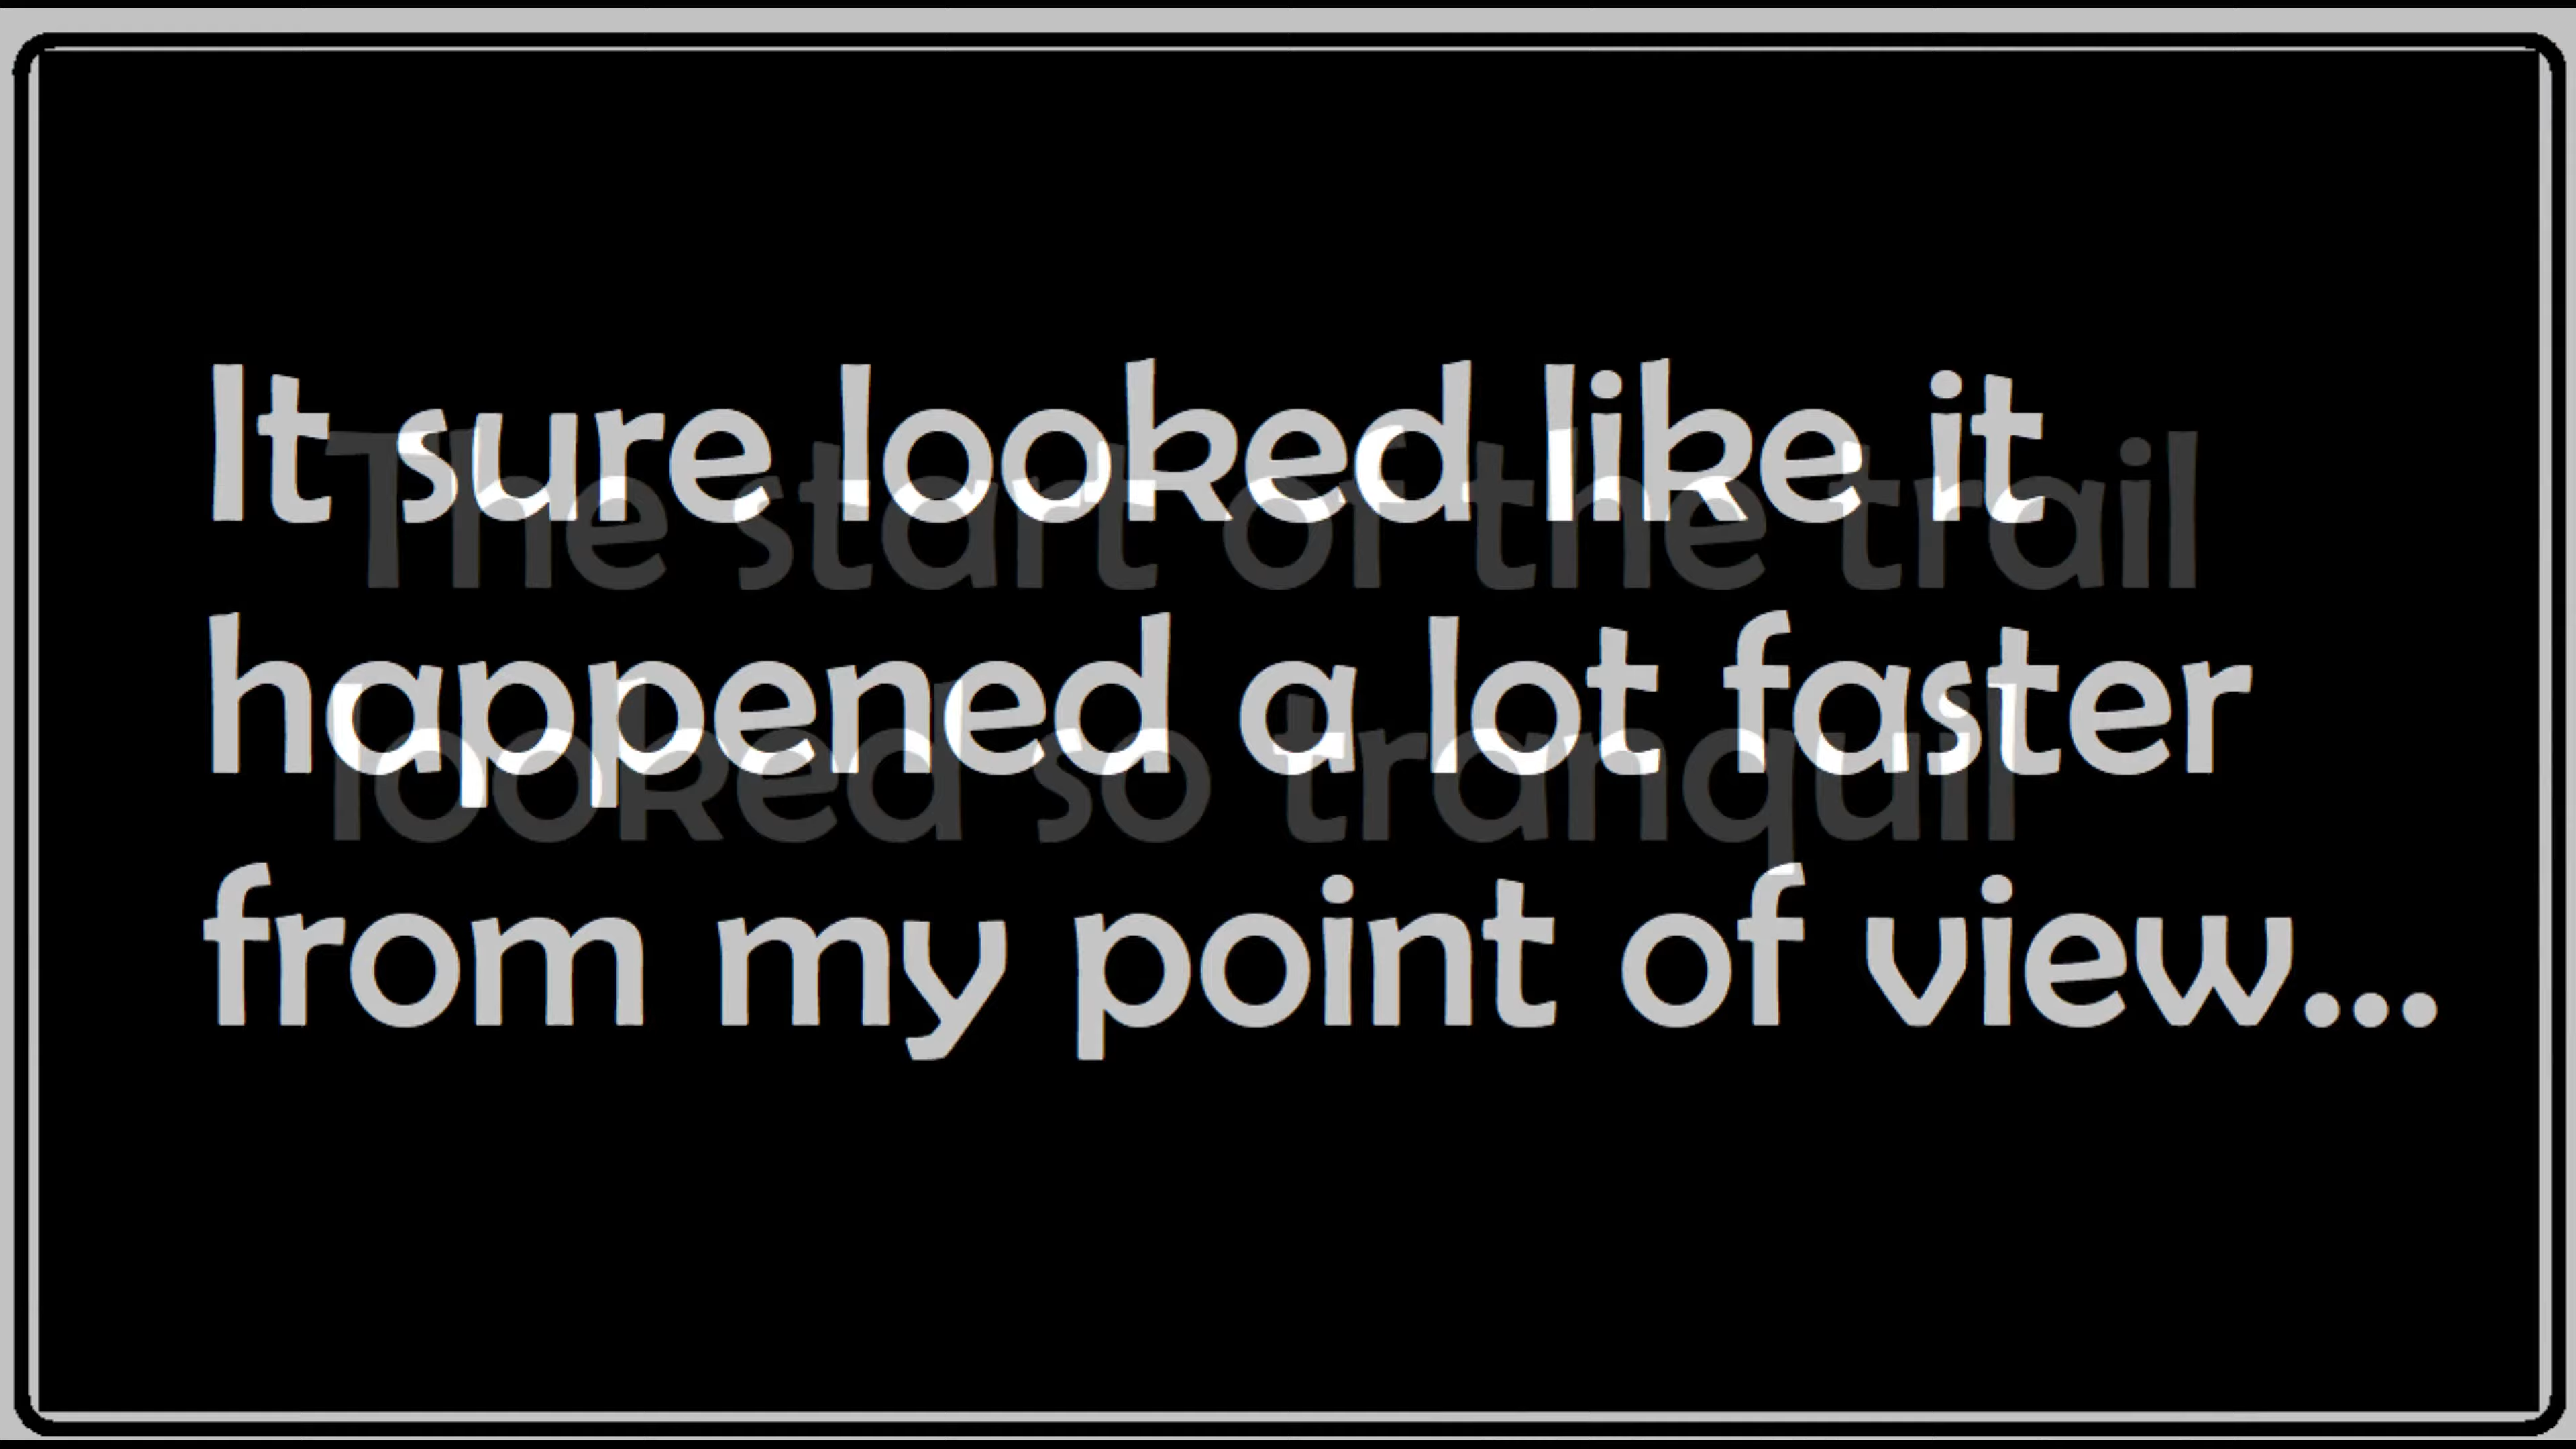 It sure looked like it
The start of the trail
happened a lot faster
looked so tranquil
from my point of view...